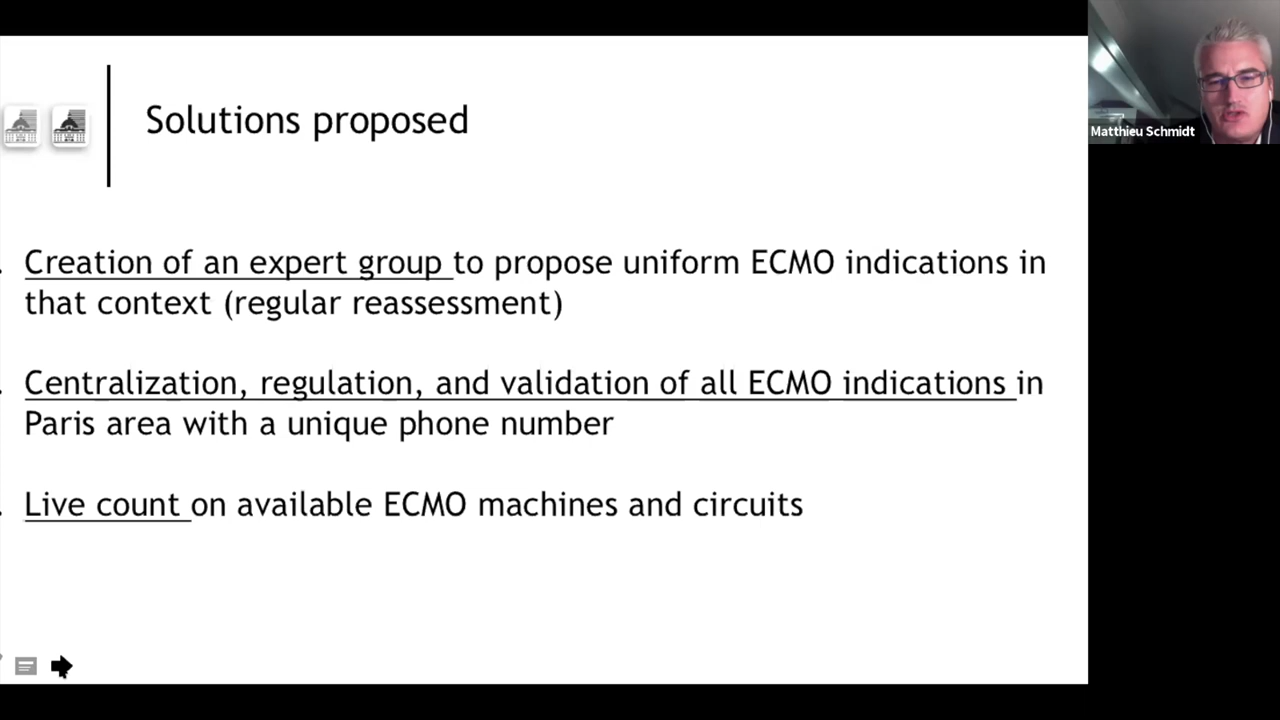 Solutions proposed
Matthieu Schmidt
Creation of an expert group to propose uniform ECMO indications in
that context (regular reassessment)
Centralization, regulation, and validation of all ECMO indications in
Paris area with a unique phone number
Live count on available ECMO machines and circuits